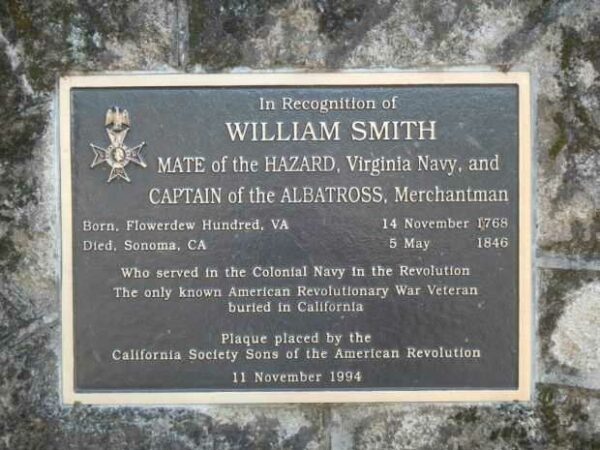 In Recognition of
WILLIAM SMITH
MATE of the HAZARD, Virginia Navy, and
CAPTAIN of the ALBATROSS, Merchantman
Born, Flowerdew Hundred, VA 14 November 1768
Died, Sonoma, CA 5 May 1846
Who served in the Colonial Navy in the Revolution
The only known American Revolutionary War Veteran
buried in California
Plaque placed by the
California Society Sons of the American Revolution
11 November 1994